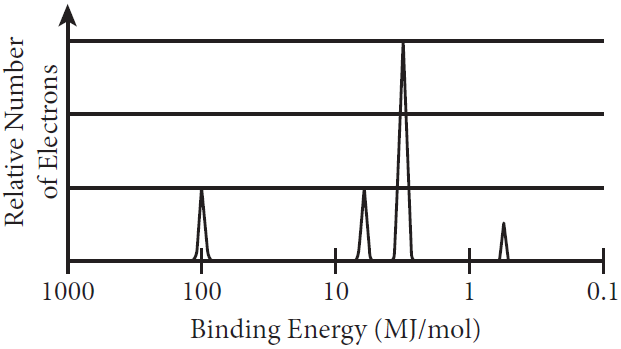 Relative Number
of Electrons
1000 100 10 1 0.1
Binding Energy (MJ/mol)